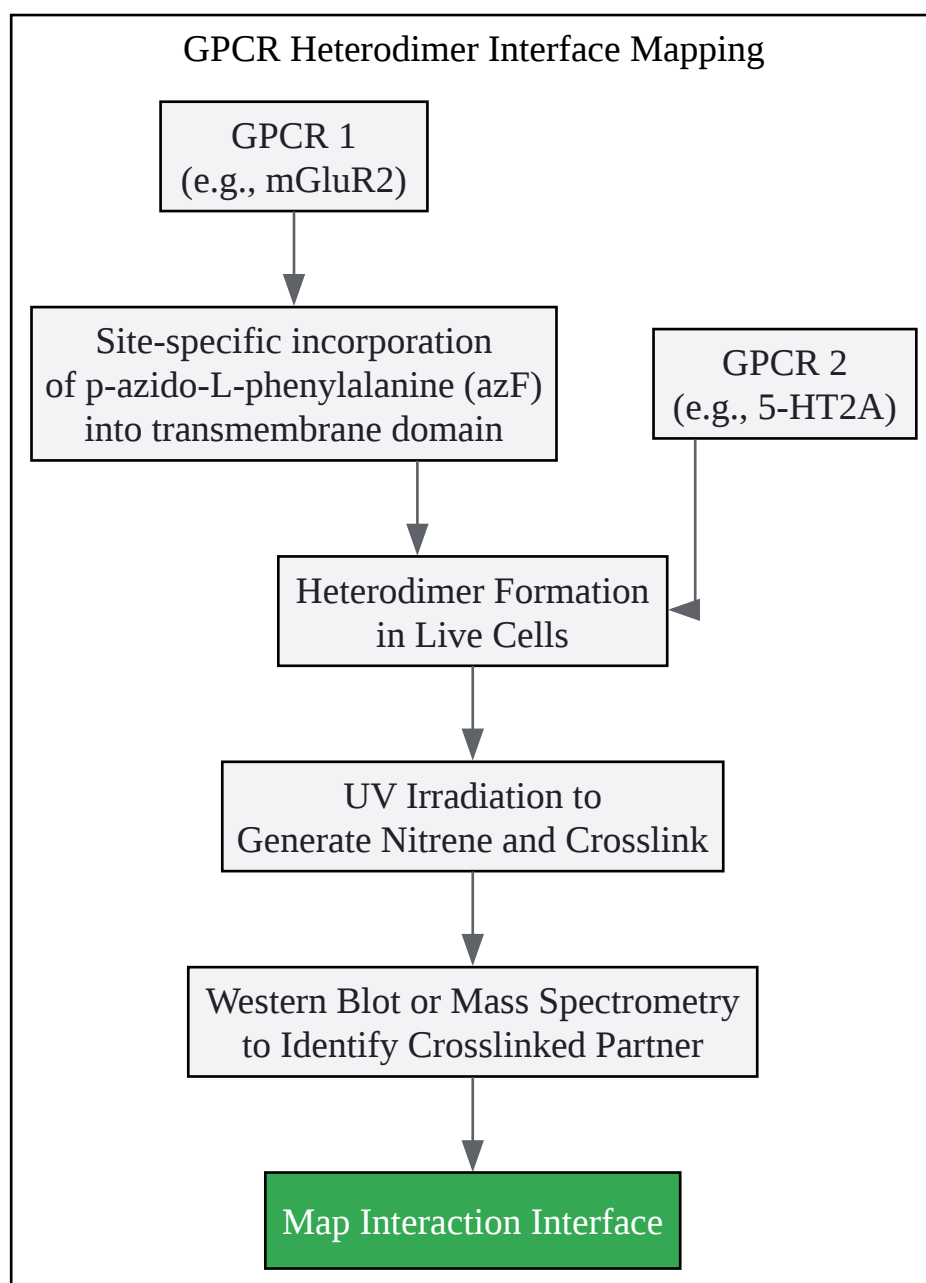 GPCR Heterodimer Interface Mapping
GPCR 1
(e.g., mGluR2)
Site-specific incorporation
of p-azido-L-phenylalanine (azF)
into transmembrane domain
GPCR 2
(e.g., 5-HT2A)
Heterodimer Formation
in Live Cells
UV Irradiation to
Generate Nitrene and Crosslink
Western Blot or Mass Spectrometry
to Identify Crosslinked Partner
Map Interaction Interface